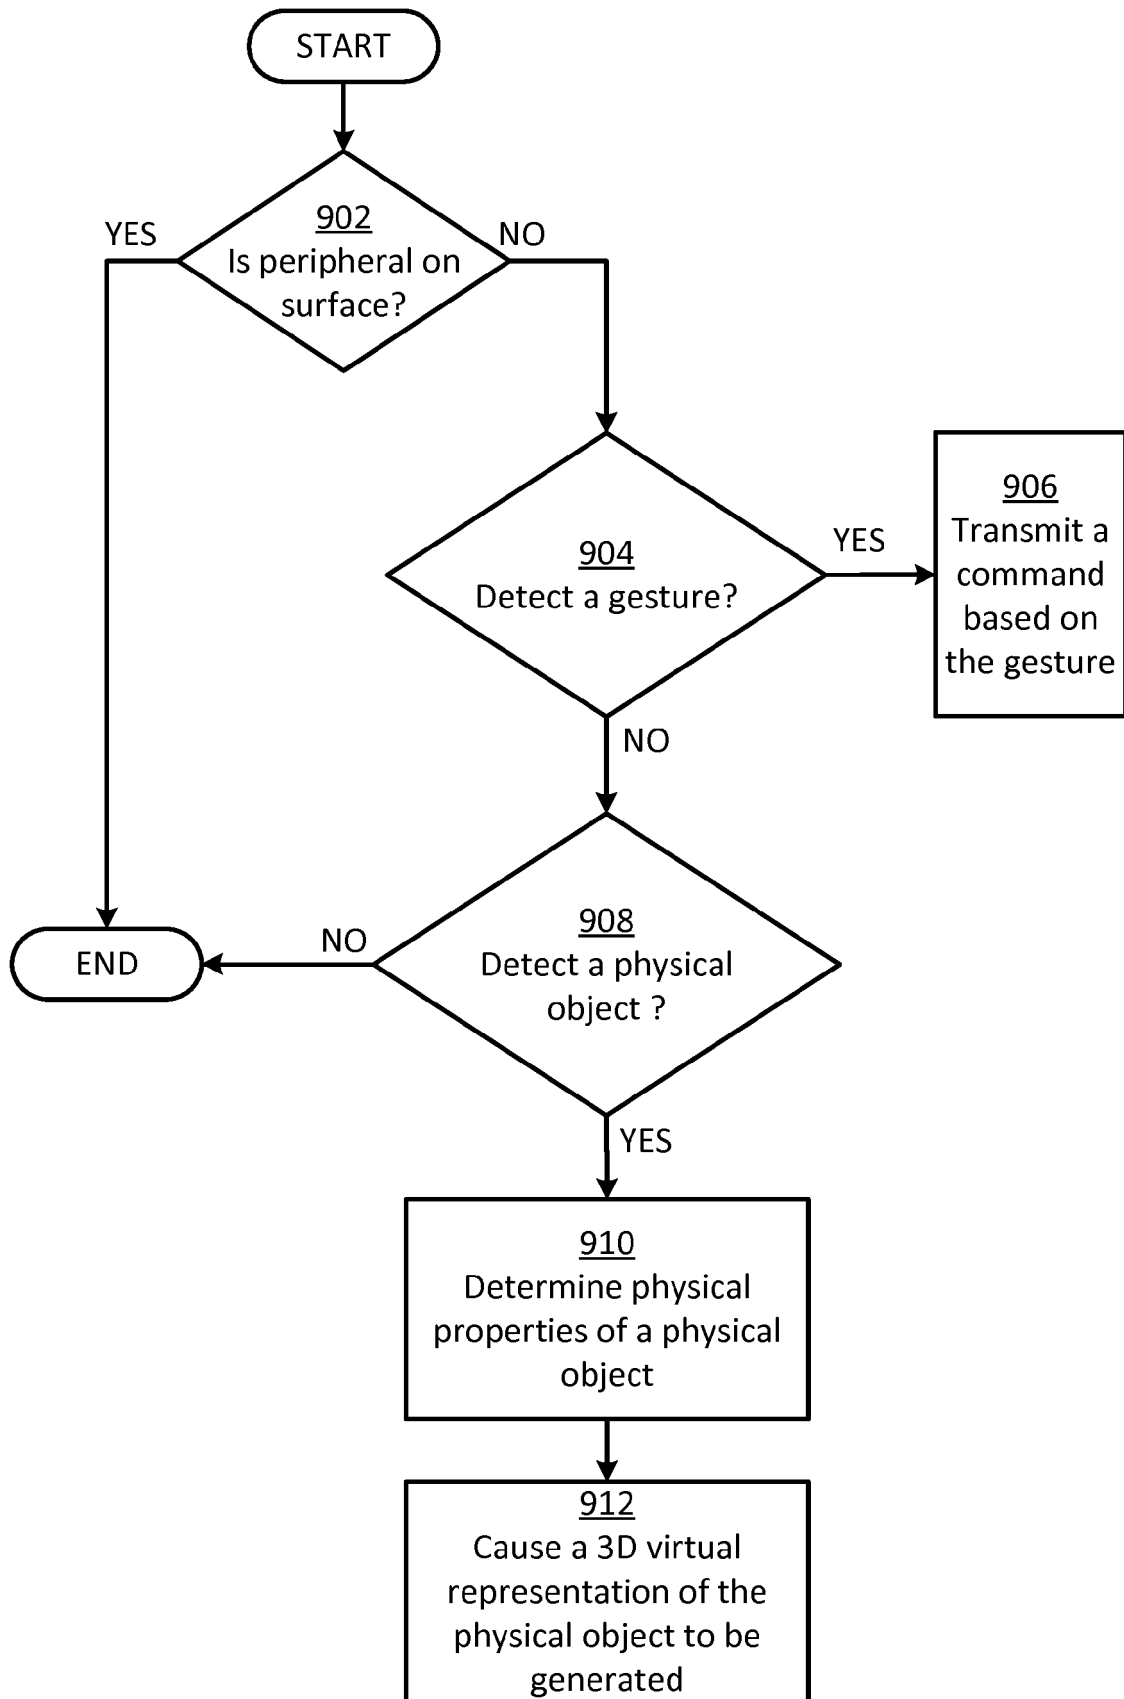 START
902
YES
NO
Is peripheral on
surface?
906
Transmit a
command
based on
the gesture
904
YES
Detect a gesture?
NO
908
NO
Detect a physical
END
object ?
YES
910
Determine physical
properties of a physical
object
912
Cause a 3D virtual
representation of the
physical object to be
generated